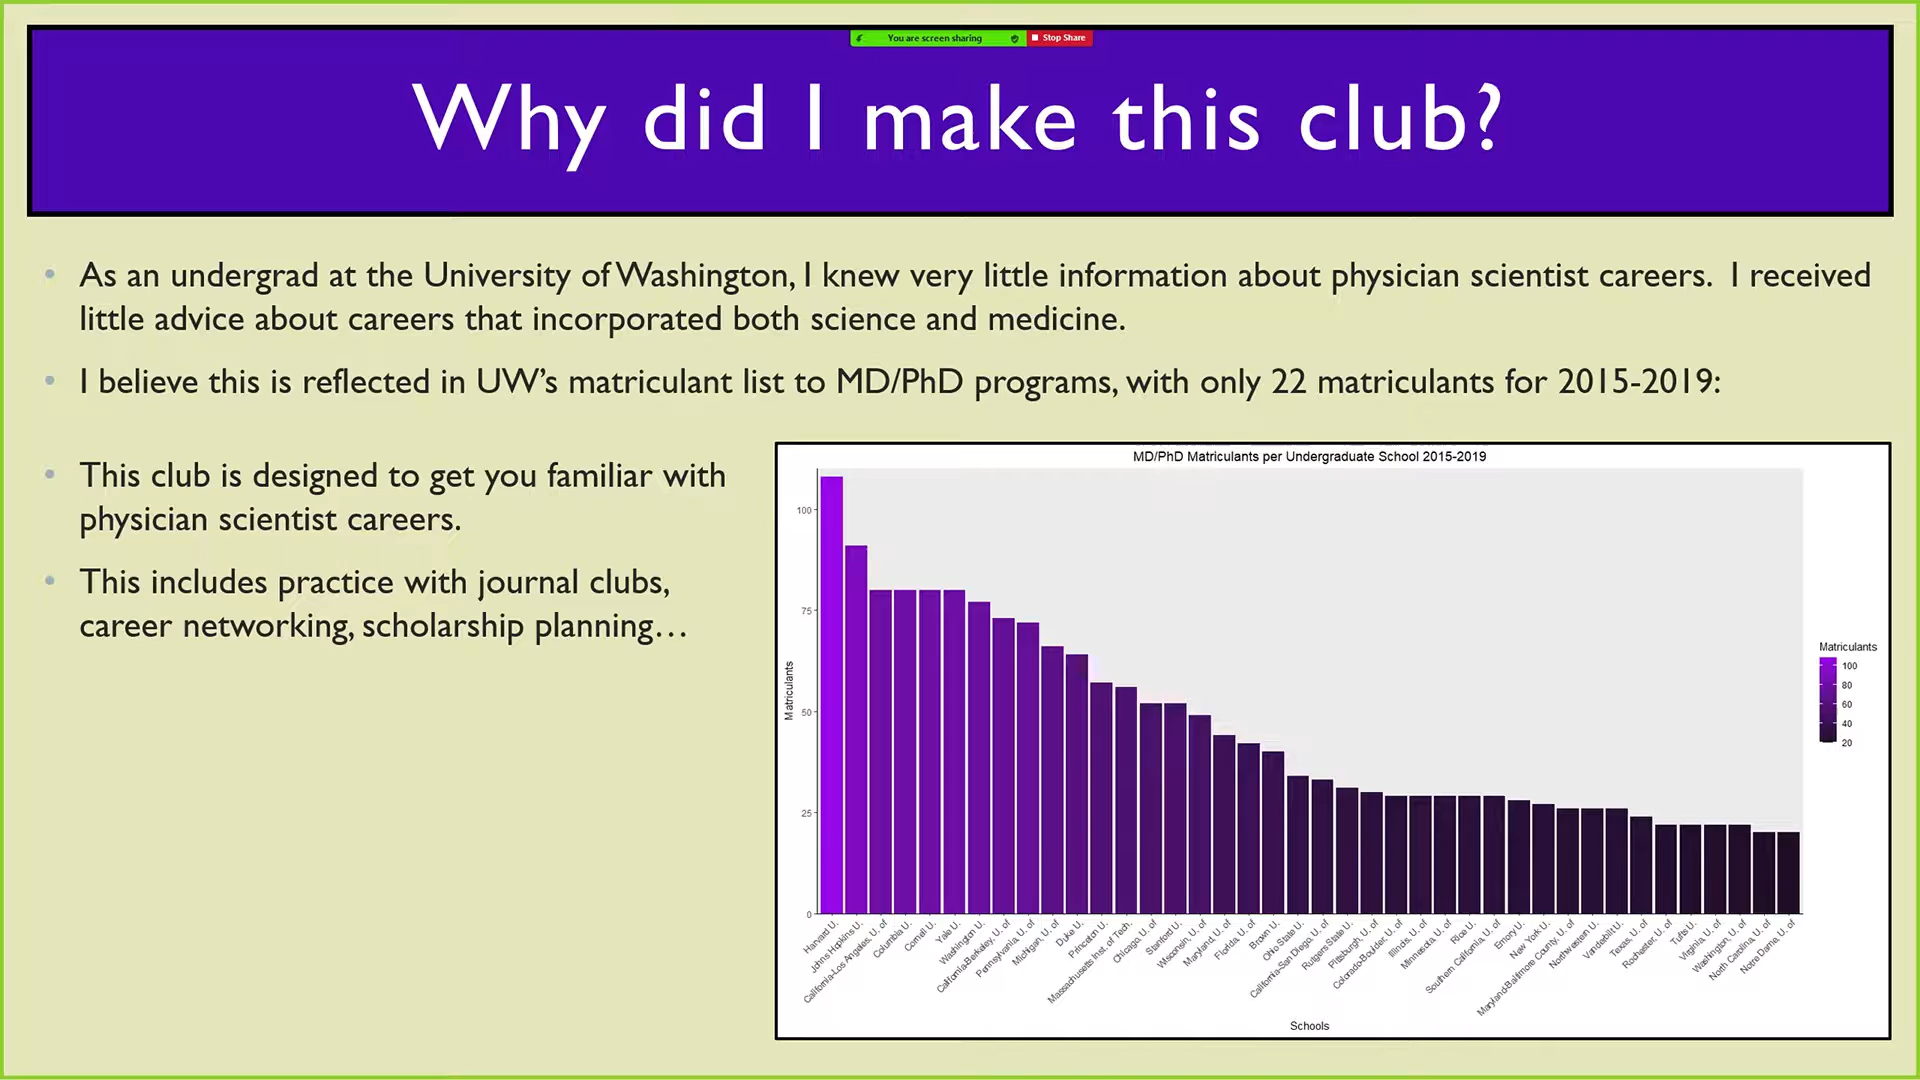 You are screen sharing
Stop Share
Why did I make this club?
• As an undergrad at the University of Washington, I knew very little information about physician scientist careers. I received
little advice about careers that incorporated both science and medicine.
• I believe this is reflected in UW’s matriculant list to MD/PhD programs, with only 22 matriculants for 2015-2019:
• This club is designed to get you familiar with
physician scientist careers.
• This includes practice with journal clubs,
career networking, scholarship planning…
MD/PhD Matriculants per Undergraduate School 2015-2019
Matriculants
100
75
50
25
0
Harvard U.
Johns Hopkins U.
California-Los Angeles, U. of
Columbia U.
Cornell U.
Yale U.
Washington U.
California-Berkeley, U. of
Pennsylvania, U. of
Michigan, U. of
Duke U.
Princeton U.
Massachusetts Inst. of Tech.
Chicago, U. of
Stanford U.
Wisconsin, U. of
Maryland, U. of
Florida, U. of
Brown U.
Ohio State U.
California-San Diego, U. of
Rutgers State U.
Pittsburgh, U. of
Colorado-Boulder, U. of
Illinois, U. of
Minnesota, U. of
Rice U.
Southern California, U. of
Emory U.
New York U.
Maryland-Baltimore County, U. of
Northwestern U.
Vanderbilt U.
Texas, U. of
Rochester, U. of
Tufts U.
Virginia, U. of
Washington, U. of
North Carolina, U. of
Notre Dame, U. of
Schools
Matriculants
100
80
60
40
20